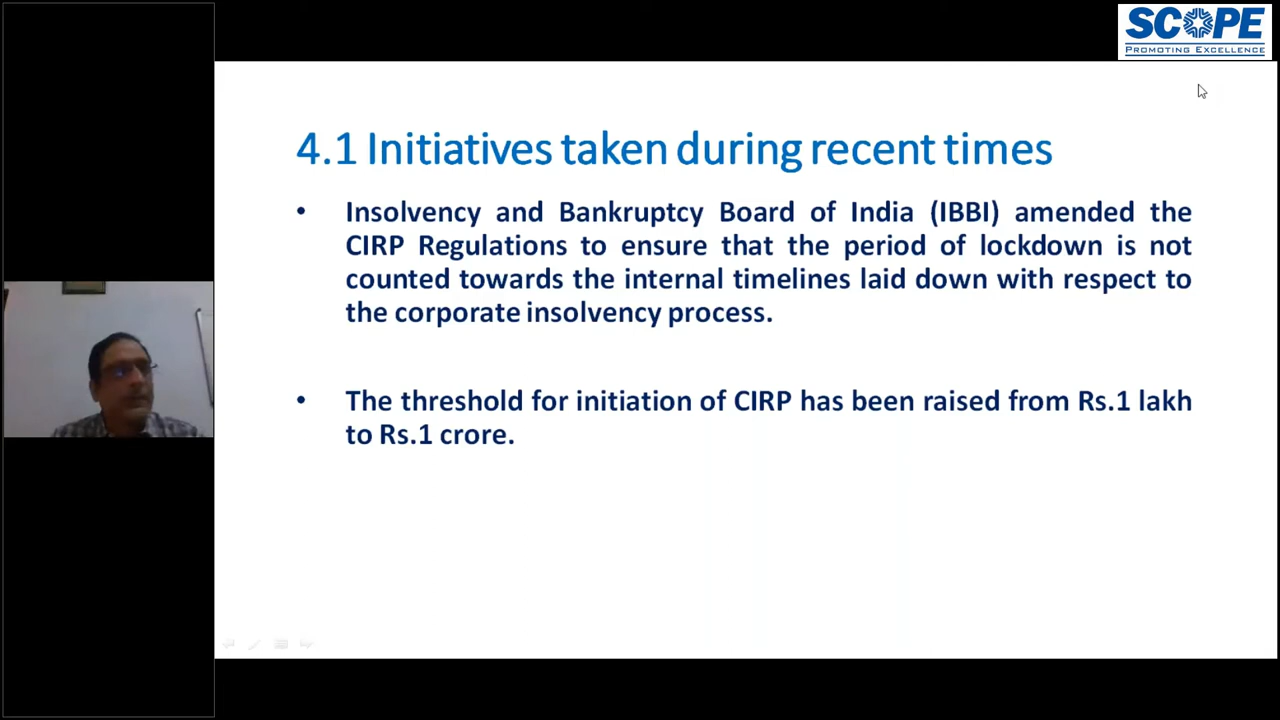 SCOPE
PROMOTING EXCELLENCE
4.1 Initiatives taken during recent times
• Insolvency and Bankruptcy Board of India (IBBI) amended the
CIRP Regulations to ensure that the period of lockdown is not
counted towards the internal timelines laid down with respect to
the corporate insolvency process.
• The threshold for initiation of CIRP has been raised from Rs.1 lakh
to Rs.1 crore.